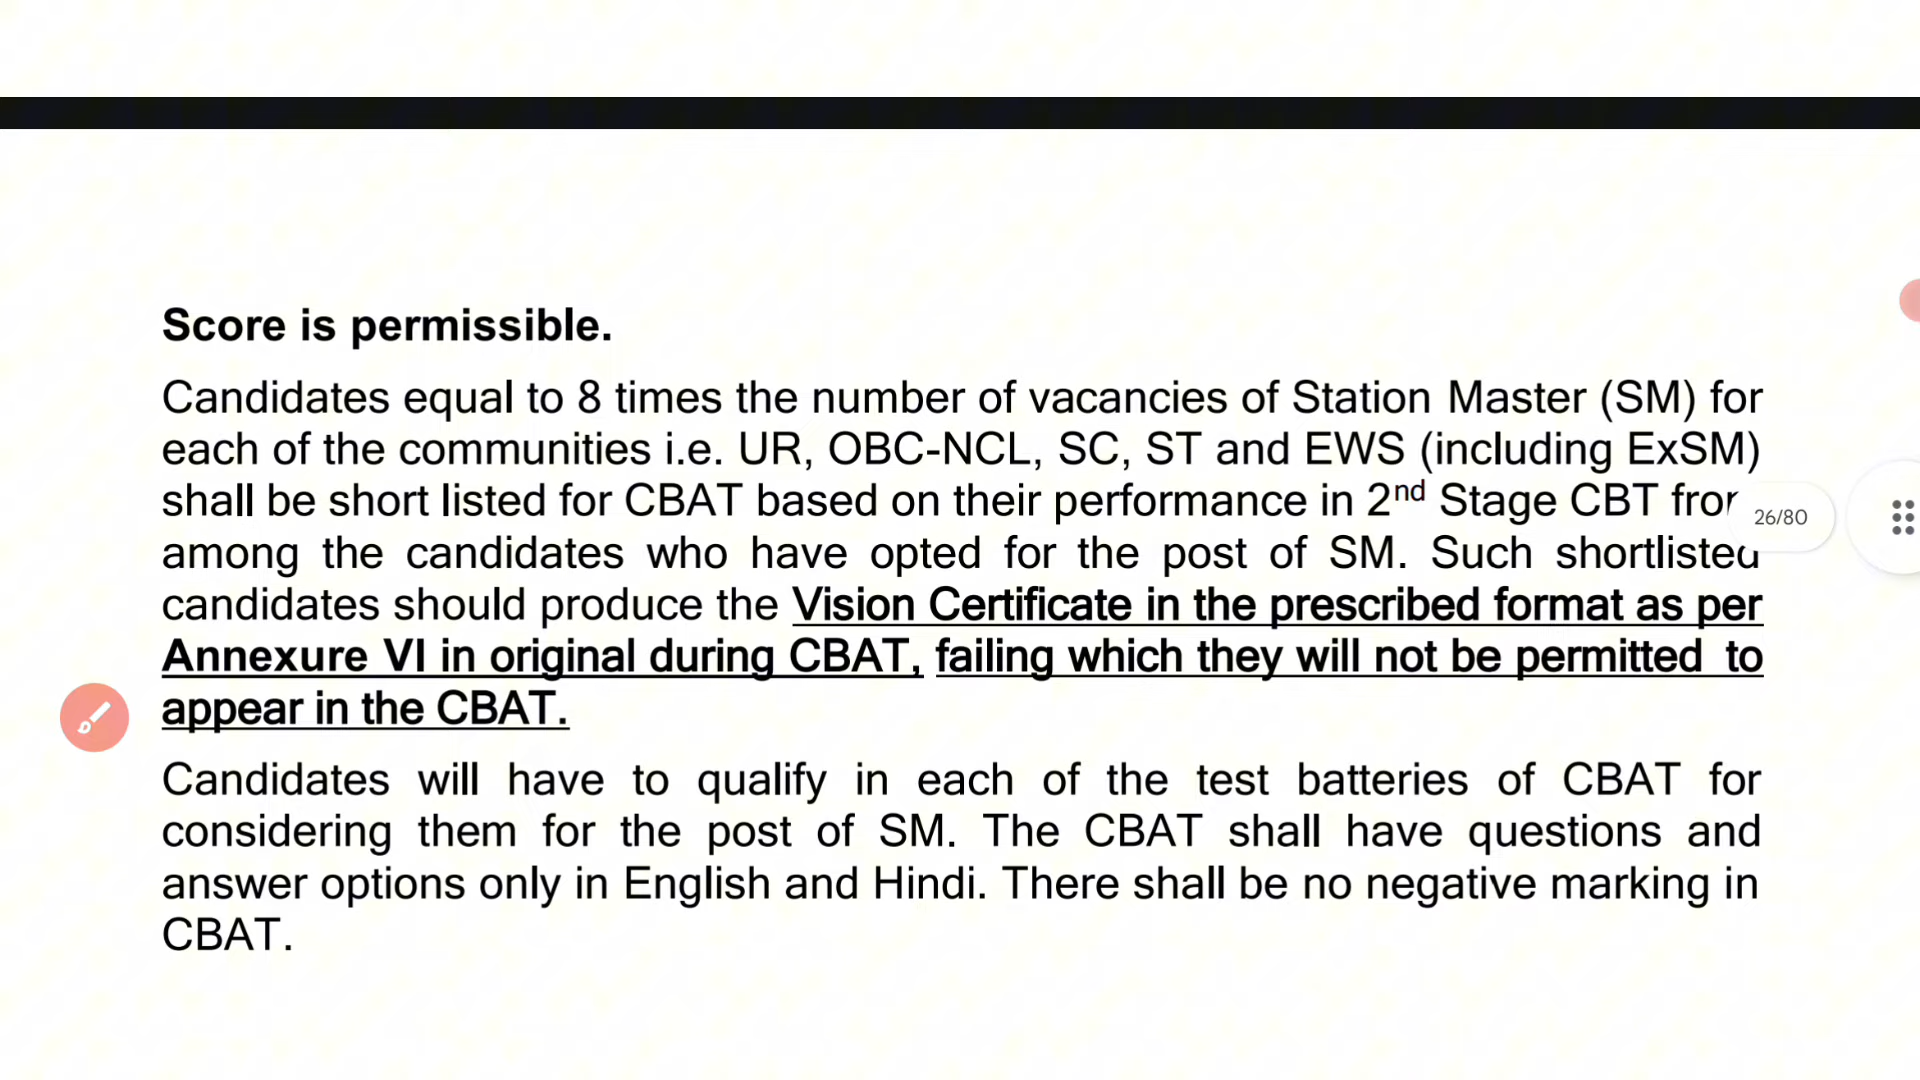 Score is permissible.
Candidates equal to 8 times the number of vacancies of Station Master (SM) for
each of the communities i.e. UR, OBC-NCL, SC, ST and EWS (including ExSM)
shall be short listed for CBAT based on their performance in 2nd Stage CBT from
26/80
among the candidates who have opted for the post of SM. Such shortlisted
candidates should produce the Vision Certificate in the prescribed format as per
Annexure VI in original during CBAT, failing which they will not be permitted to
appear in the CBAT.
Candidates will have to qualify in each of the test batteries of CBAT for
considering them for the post of SM. The CBAT shall have questions and
answer options only in English and Hindi. There shall be no negative marking in
CBAT.